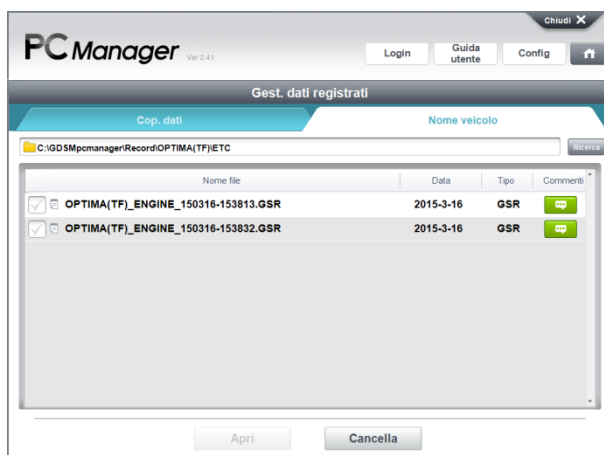 Chiudi X
PC Manager Ver 2.41
Login
Guida utente
Config
Gest. dati registrati
Cop. dati
Nome veicolo
C:\GDSMpcmanager\Record\OPTIMA(TF)\ETC
Ricerca
Nome file Data Tipo Commenti
OPTIMA(TF)_ENGINE_150316-153813.GSR 2015-3-16 GSR
OPTIMA(TF)_ENGINE_150316-153832.GSR 2015-3-16 GSR
Apri
Cancella